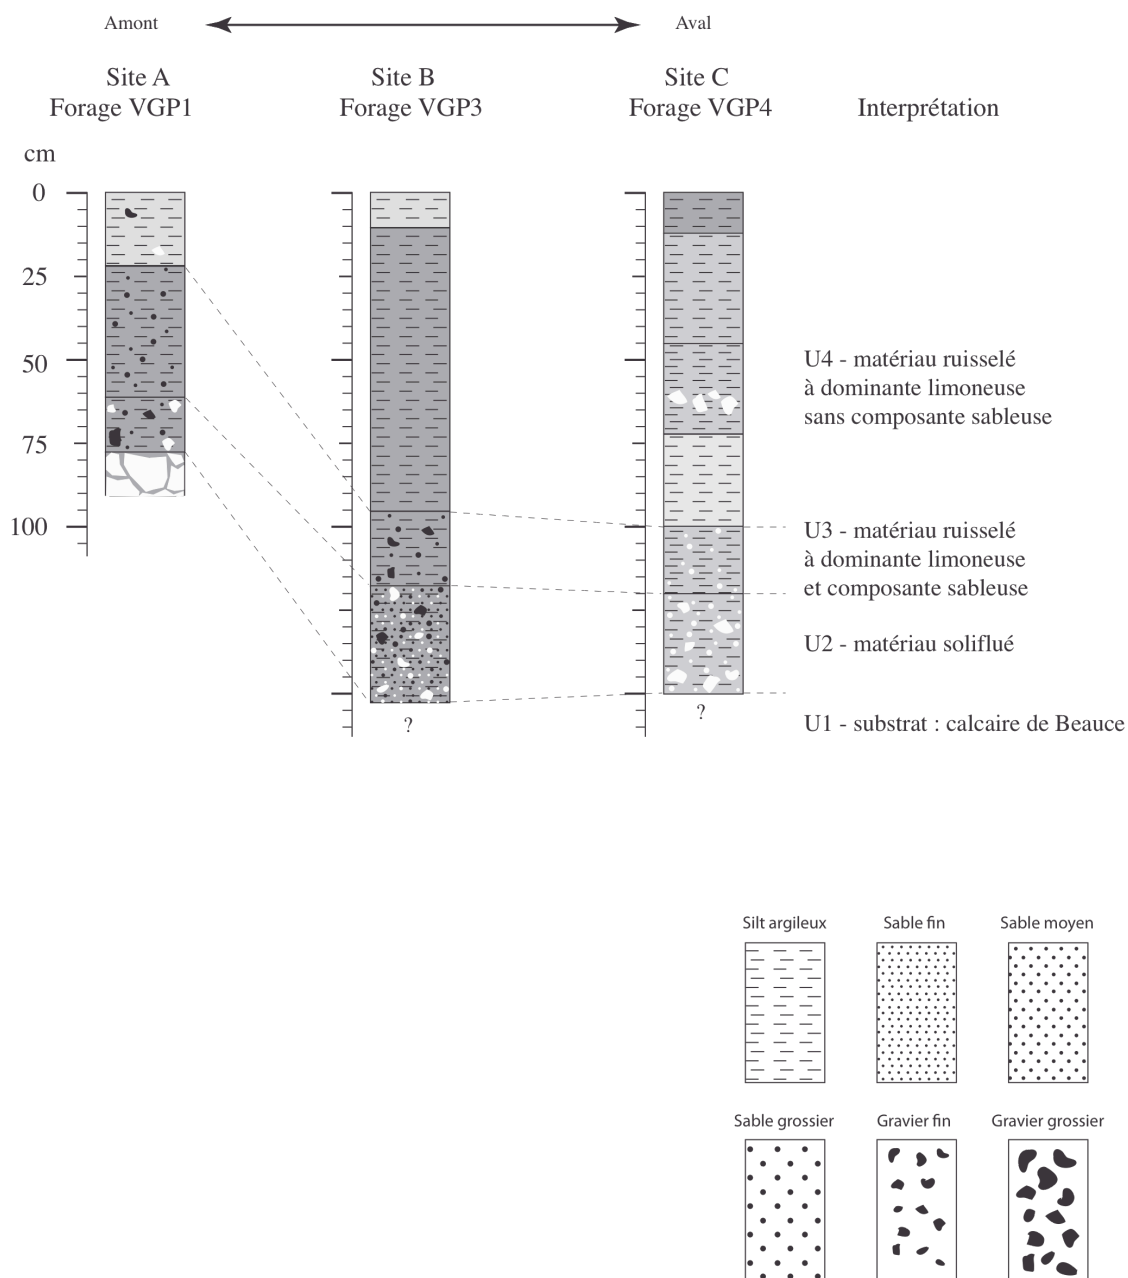 Amont
Aval
Site A
Forage VGP1
Site B
Forage VGP3
Site C
Forage VGP4
Interprétation
cm
0
25
50
75
100
U4 - matériau ruisselé
à dominante limoneuse
sans composante sableuse
U3 - matériau ruisselé
à dominante limoneuse
et composante sableuse
U2 - matériau soliflué
U1 - substrat : calcaire de Beauce
?
?
Silt argileux
Sable fin
Sable moyen
Sable grossier
Gravier fin
Gravier grossier